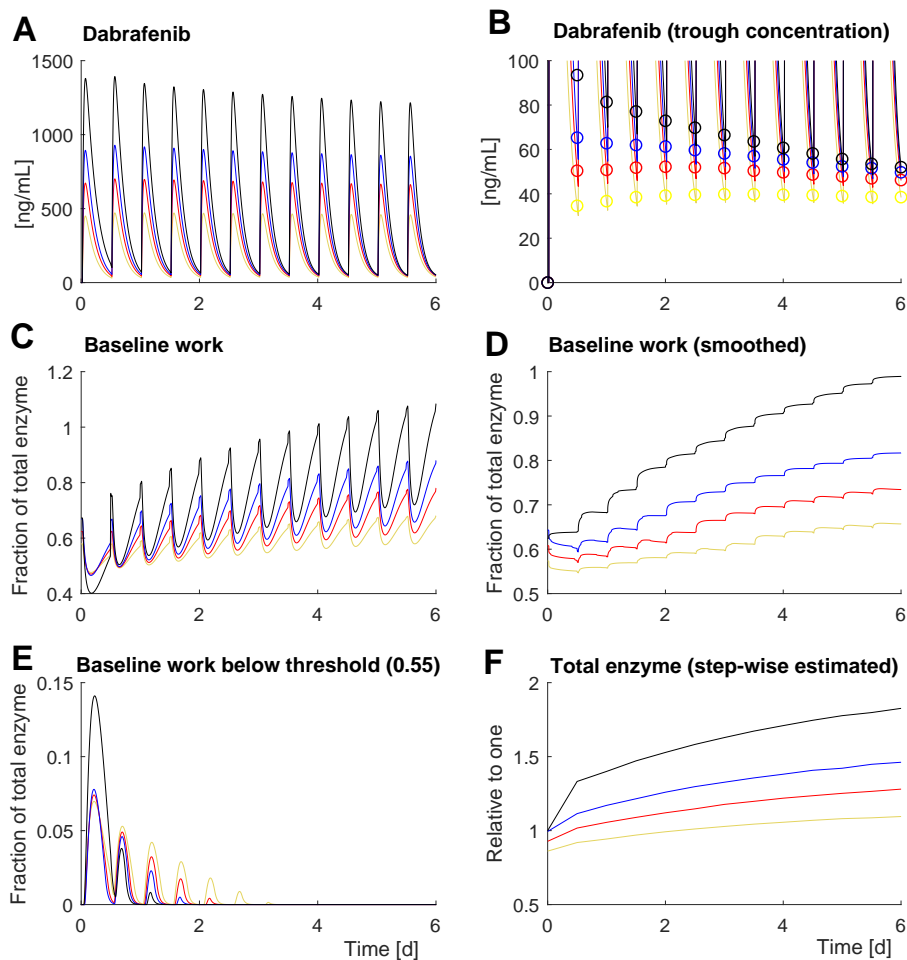 A
Dabrafenib
1500
1000
500
0
[ng/mL]
0 2 4 6
B
Dabrafenib (trough concentration)
100
80
60
40
20
0
[ng/mL]
0 2 4 6
C
Baseline work
1.2
1
0.8
0.6
0.4
Fraction of total enzyme
0 2 4 6
D
Baseline work (smoothed)
1
0.9
0.8
0.7
0.6
0.5
Fraction of total enzyme
0 2 4 6
E
Baseline work below threshold (0.55)
0.15
0.1
0.05
0
Fraction of total enzyme
0 2 4 6
Time [d]
F
Total enzyme (step-wise estimated)
2
1.5
1
0.5
Relative to one
0 2 4 6
Time [d]